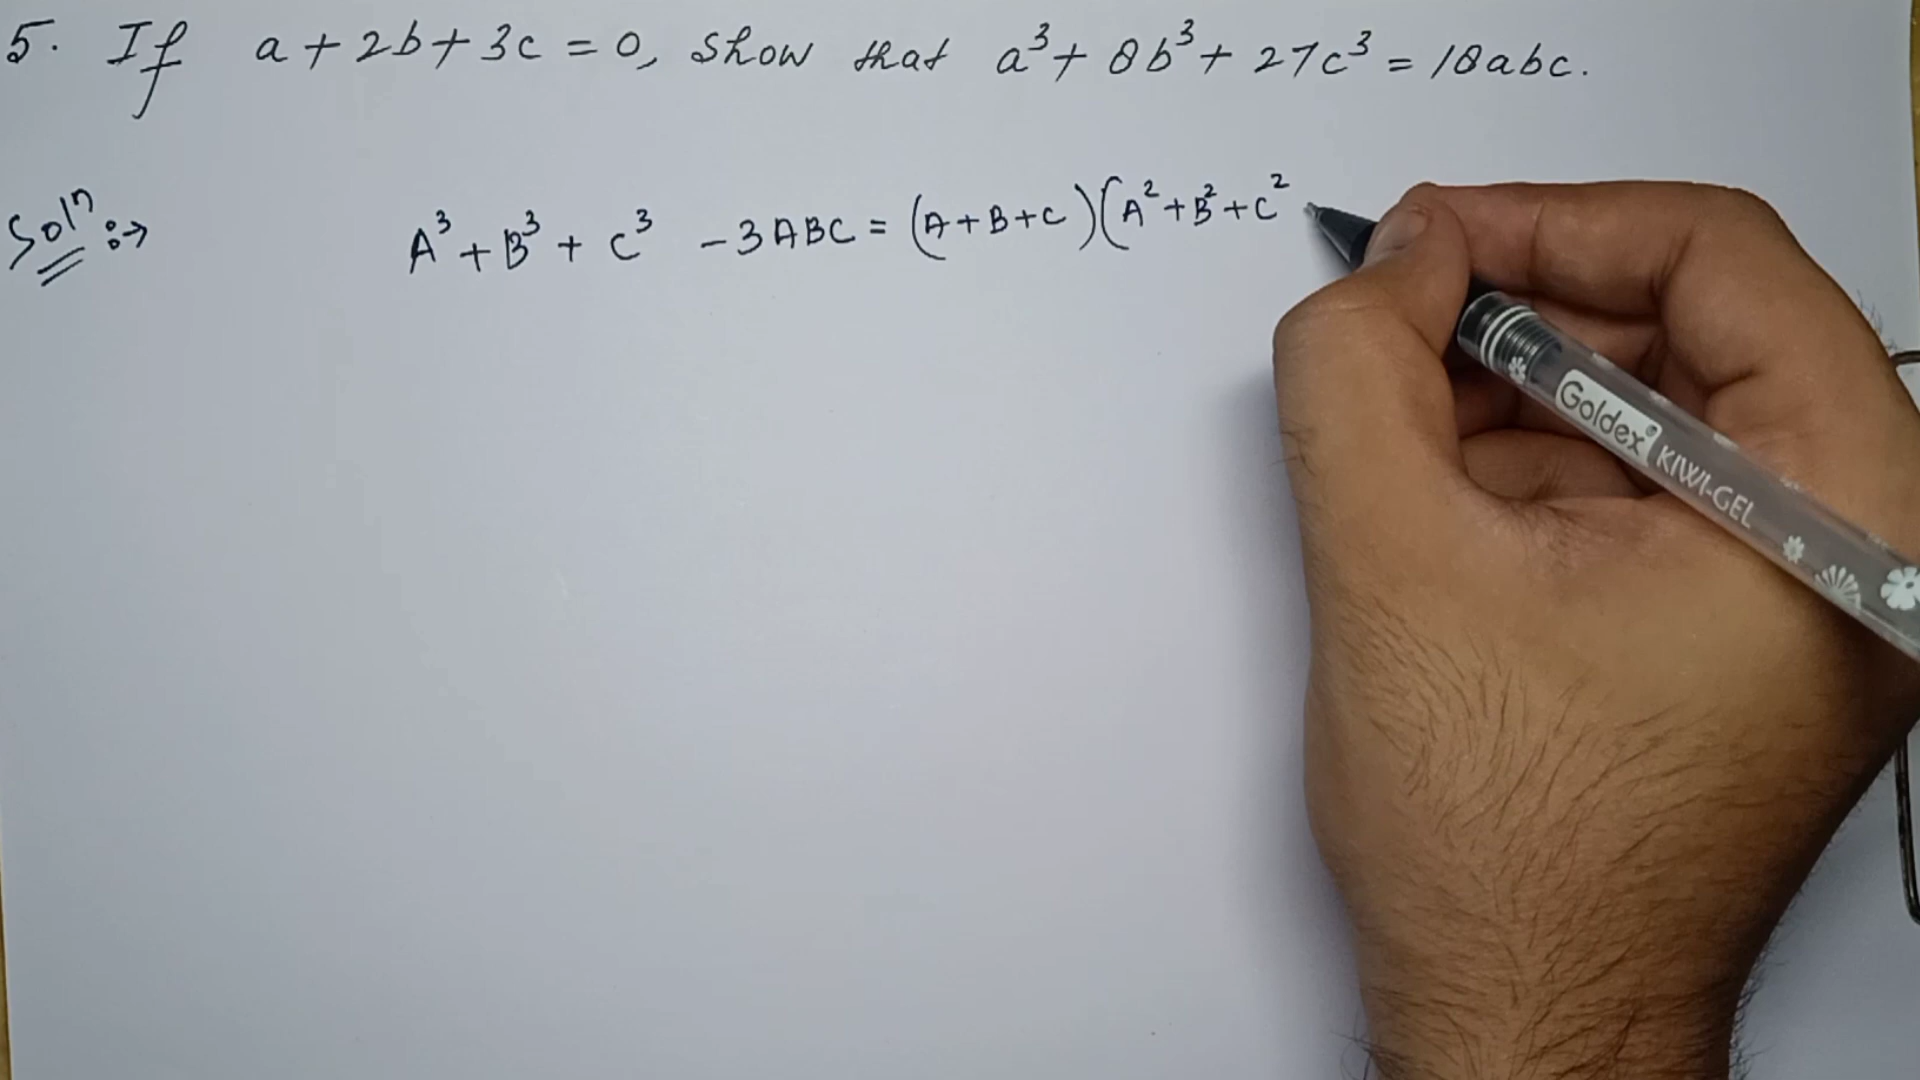 5. If a + 2b + 3c = 0, show that a³ + 8b³ + 27c³ = 18abc.
Solⁿ :→ A³ + B³ + C³ - 3ABC = (A + B + C)(A² + B² + C²
Goldex® KIWI-GEL